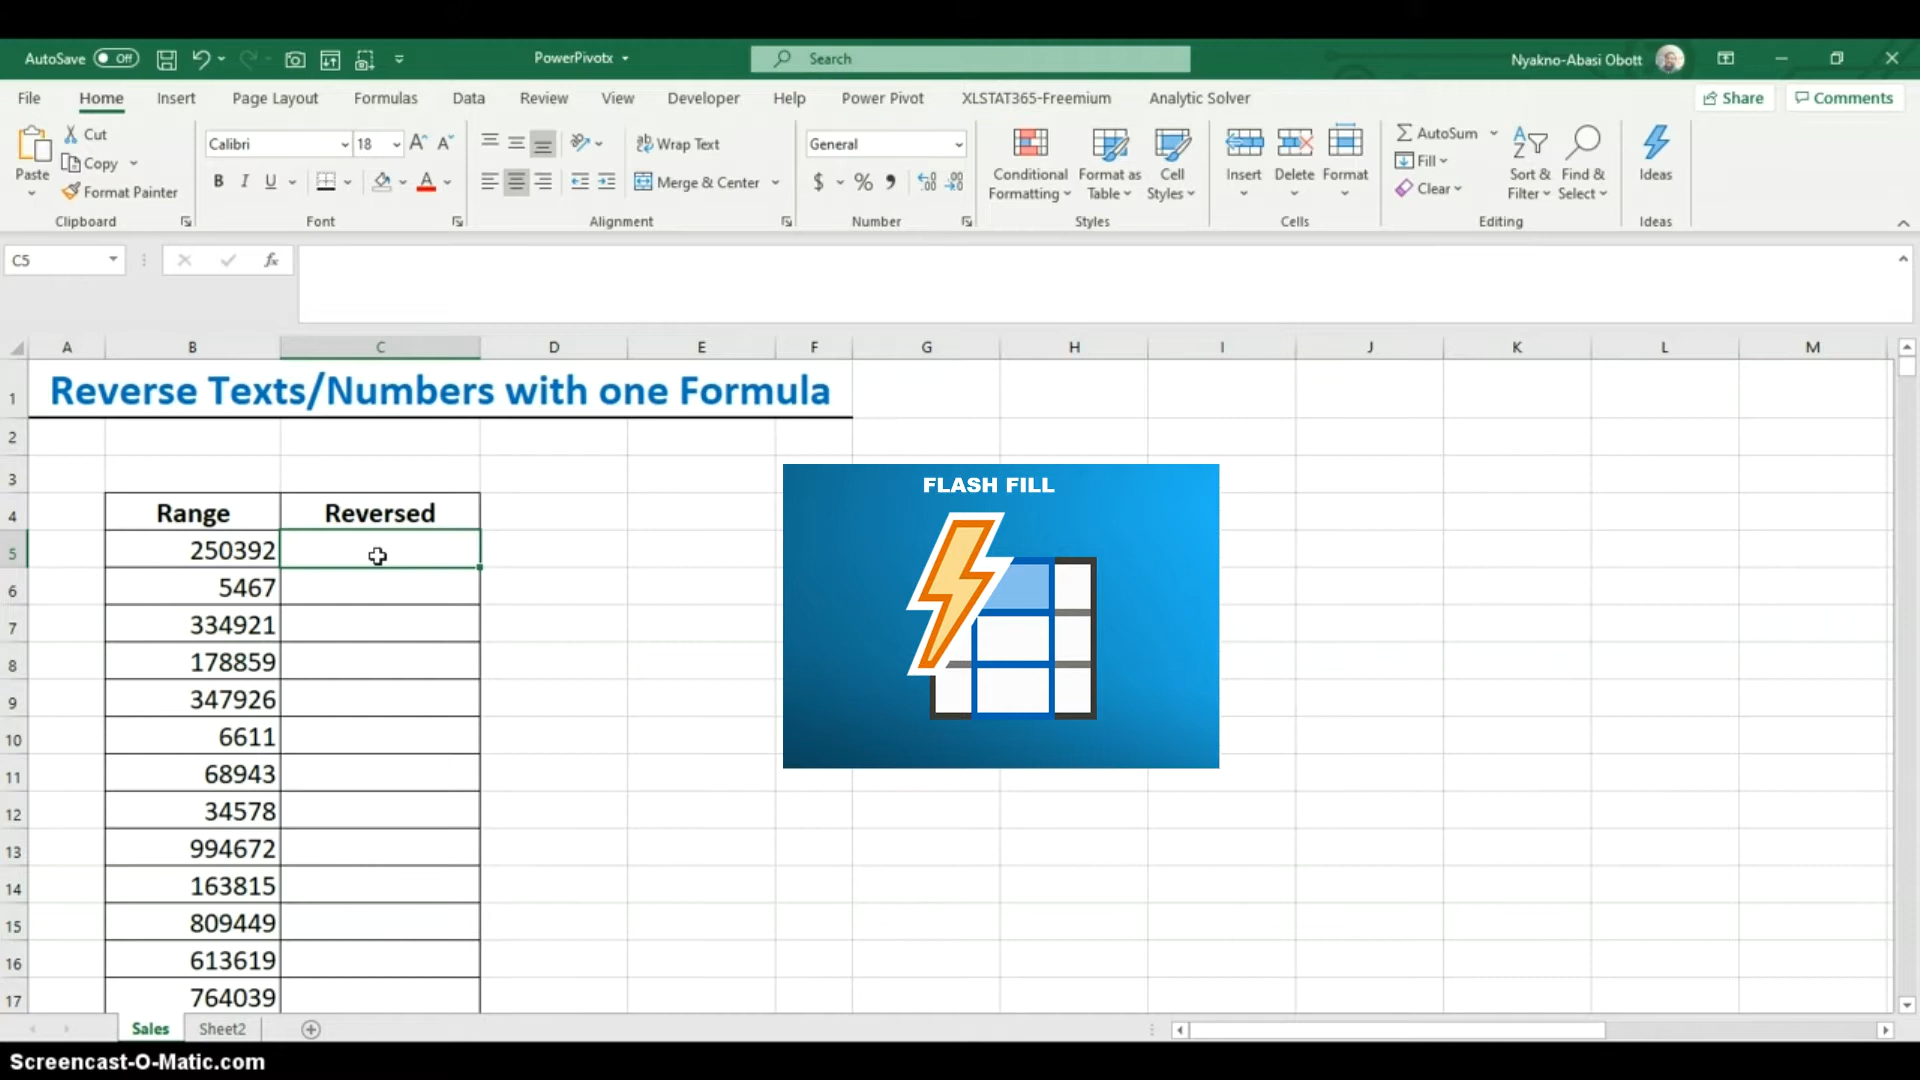 AutoSave Off PowerPivotx Search Nyakno-Abasi Obott
File Home Insert Page Layout Formulas Data Review View Developer Help Power Pivot XLSTAT365-Freemium Analytic Solver Share Comments
Paste Cut Copy Format Painter
Clipboard
Calibri 18
B I U A
Font
Wrap Text
Merge & Center
Alignment
General
$ %
Number
Conditional Formatting Format as Table Cell Styles
Styles
Insert Delete Format
Cells
AutoSum
Fill
Clear
Sort & Filter Find & Select
Editing
Ideas
Ideas
C5 fx
A B C D E F G H I J K L M
1 Reverse Texts/Numbers with one Formula
2
3
4 Range Reversed
5 250392
6 5467
7 334921
8 178859
9 347926
10 6611
11 68943
12 34578
13 994672
14 163815
15 809449
16 613619
17 764039
FLASH FILL
Sales Sheet2
Screencast-O-Matic.com